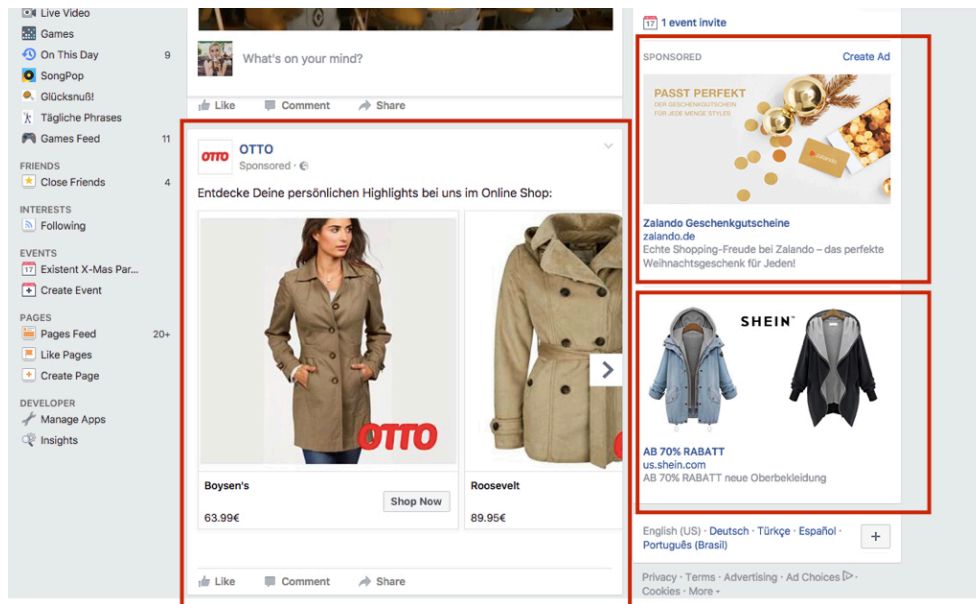 Live Video
Games
On This Day 9
SongPop
Glücksnuß!
Tägliche Phrases
Games Feed 11
FRIENDS
Close Friends 4
INTERESTS
Following
EVENTS
17 Existent X-Mas Par...
Create Event
PAGES
Pages Feed 20+
Like Pages
Create Page
DEVELOPER
Manage Apps
Insights
What's on your mind?
Like Comment Share
OTTO
OTTO
Sponsored ·
Entdecke Deine persönlichen Highlights bei uns im Online Shop:
OTTO
Boysen's
Shop Now
63.99€
Roosevelt
89.95€
Like Comment Share
17 1 event invite
SPONSORED Create Ad
PASST PERFEKT
DER GESCHENKGUTSCHEIN
FÜR JEDE MENGE STYLES
zalando
Zalando Geschenkgutscheine
zalando.de
Echte Shopping-Freude bei Zalando – das perfekte
Weihnachtsgeschenk für Jeden!
SHEIN
AB 70% RABATT
us.shein.com
AB 70% RABATT neue Oberbekleidung
English (US) · Deutsch · Türkçe · Español ·
Português (Brasil)
+
Privacy · Terms · Advertising · Ad Choices ·
Cookies · More